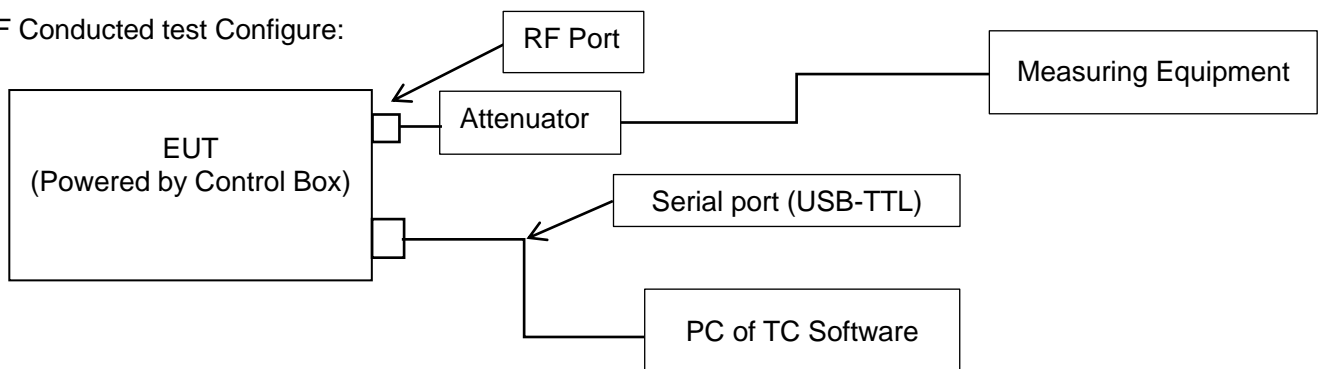 F Conducted test Configure:
RF Port
Measuring Equipment
Attenuator
EUT
(Powered by Control Box)
Serial port (USB-TTL)
PC of TC Software